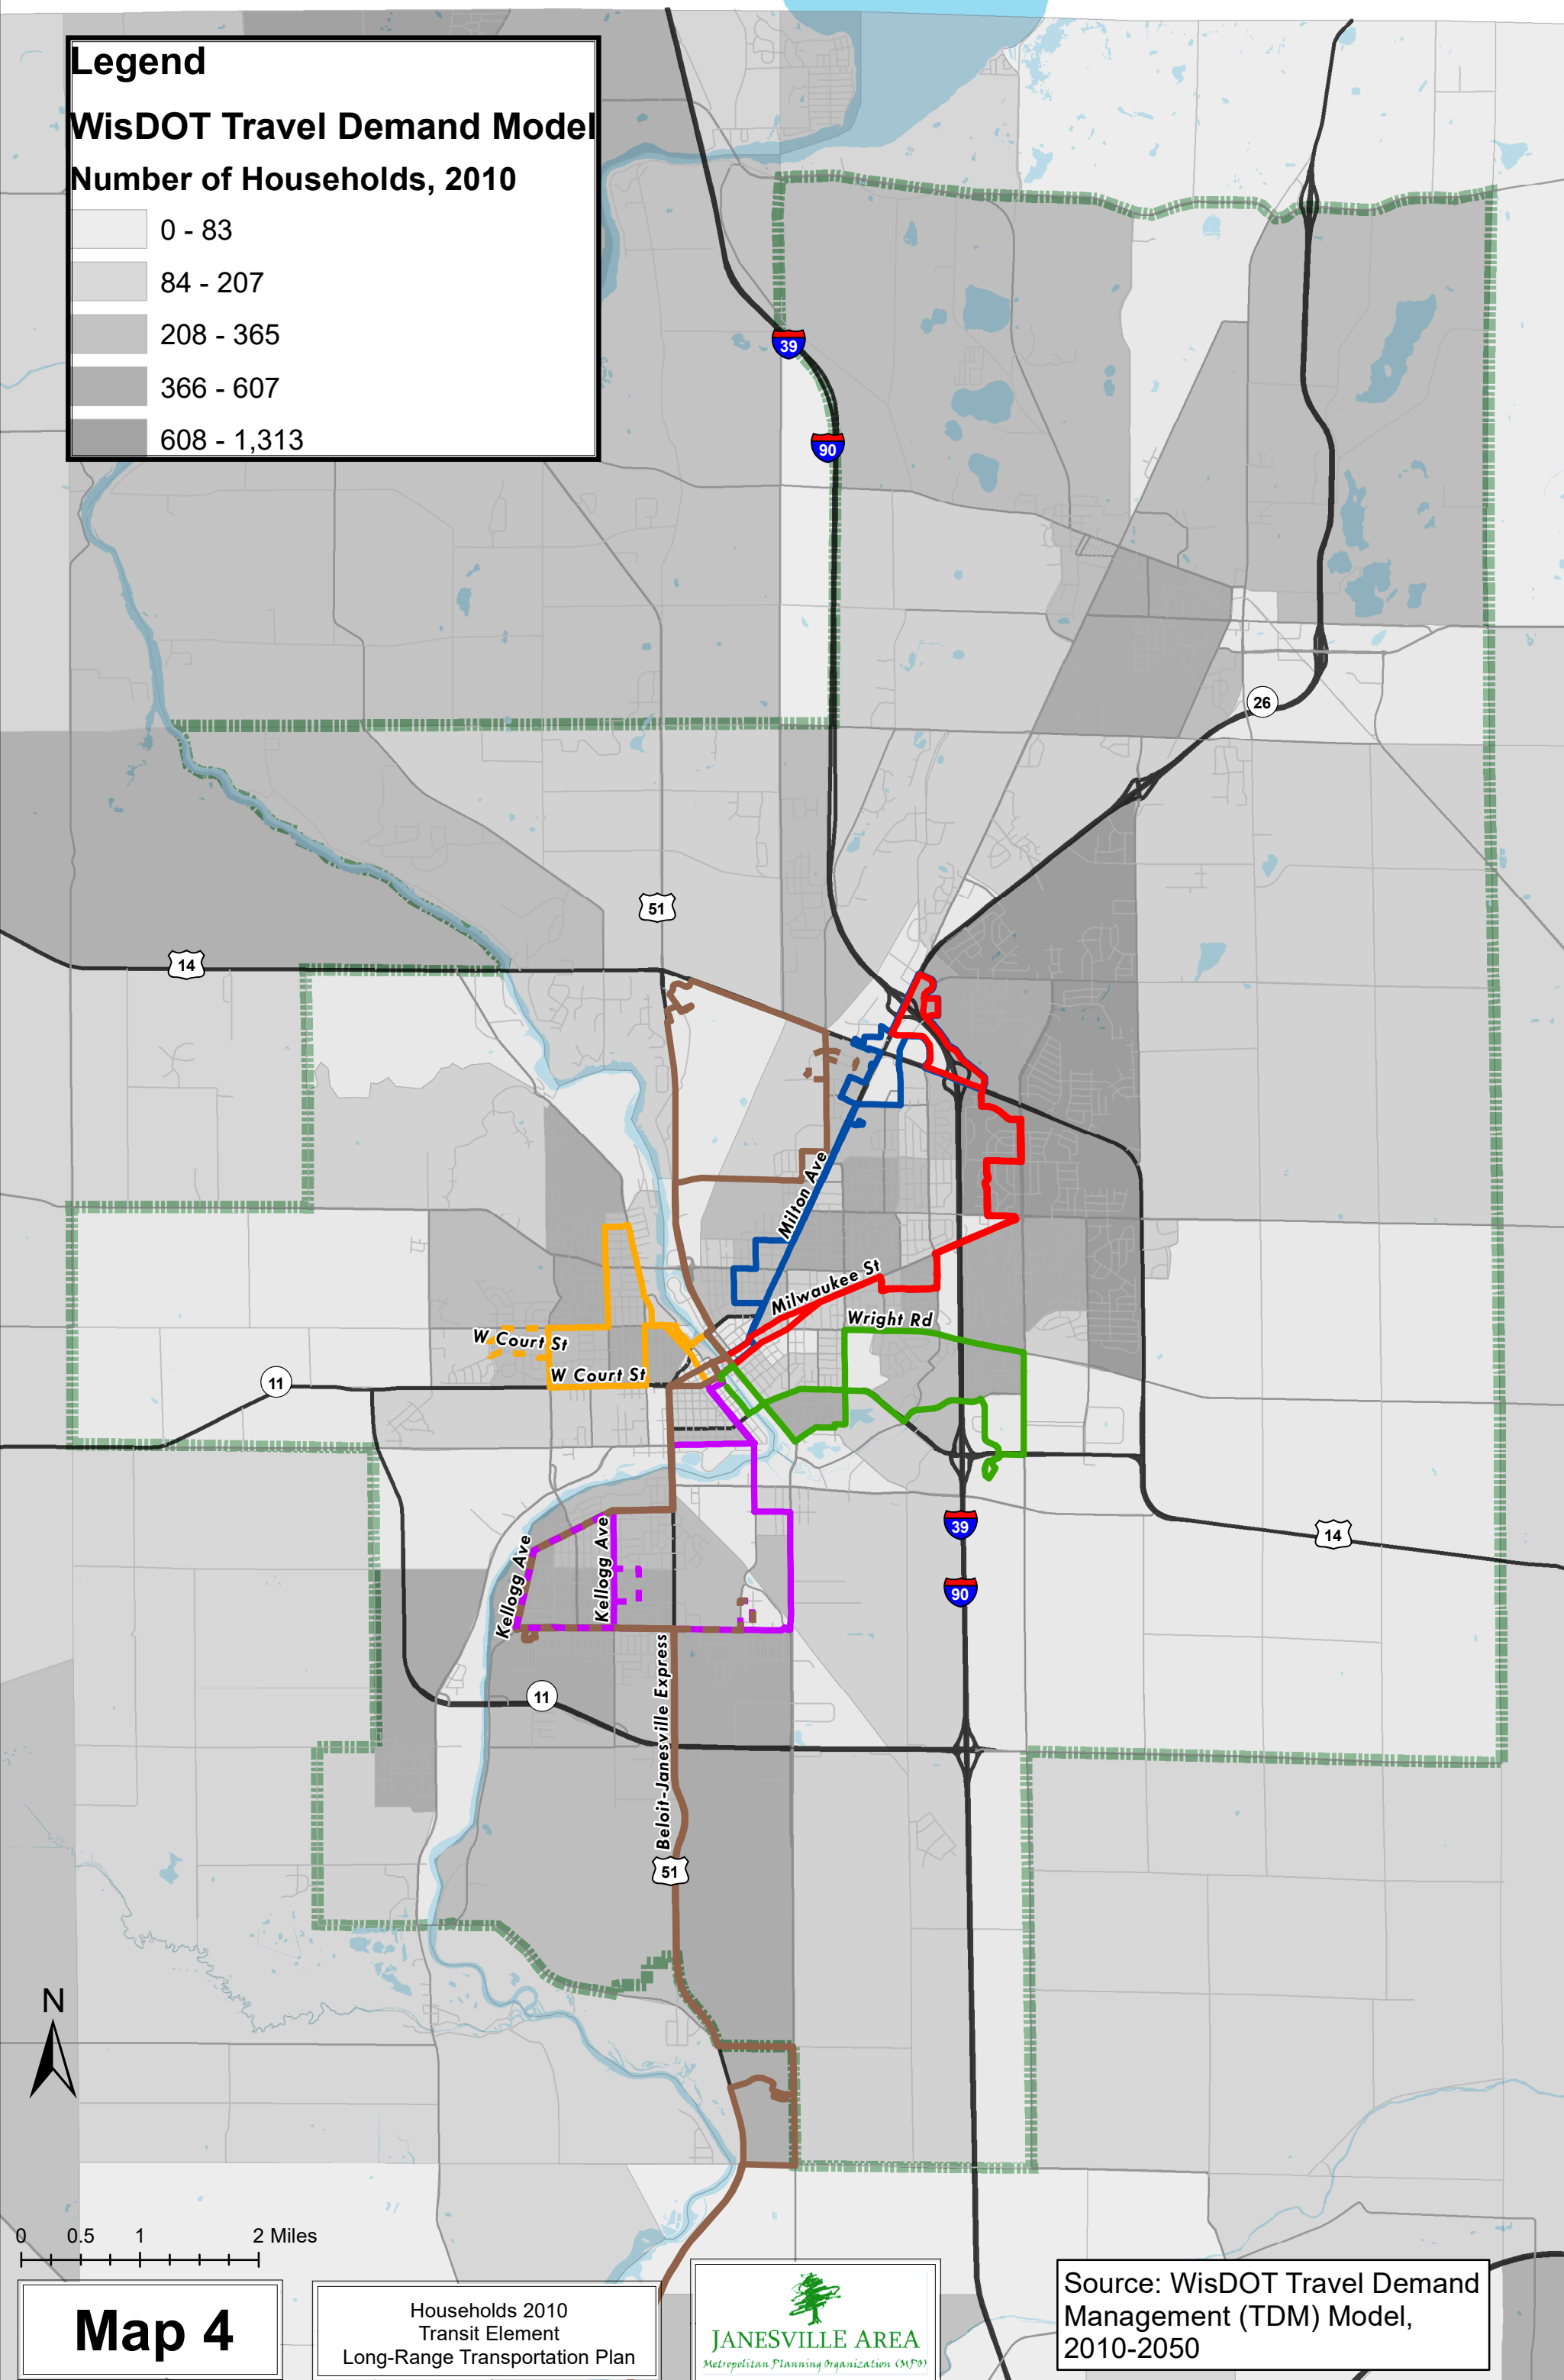 Legend
WisDOT Travel Demand Model
Number of Households, 2010
0 - 83
84 - 207
208 - 365
366 - 607
608 - 1,313
39
90
26
51
14
Milton Ave
Milwaukee St
Wright Rd
W Court St
W Court St
11
39
14
90
Kellogg Ave
Kellogg Ave
11
Beloit-Janesville Express
51
N
0 0.5 1 2 Miles
Map 4
Households 2010
Transit Element
Long-Range Transportation Plan
JANESVILLE AREA
Metropolitan Planning Organization (MPO)
Source: WisDOT Travel Demand
Management (TDM) Model,
2010-2050